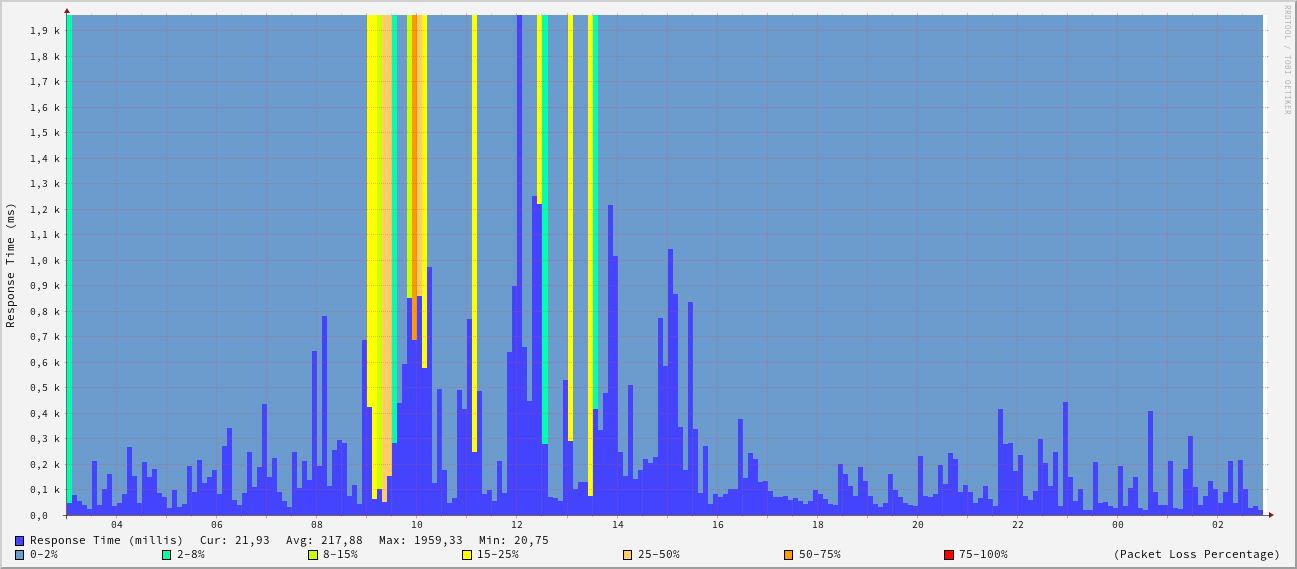 RRDTOOL / TOBI OETIKER
Response Time (ms)
1,9 k
1,8 k
1,7 k
1,6 k
1,5 k
1,4 k
1,3 k
1,2 k
1,1 k
1,0 k
0,9 k
0,8 k
0,7 k
0,6 k
0,5 k
0,4 k
0,3 k
0,2 k
0,1 k
0,0
04 06 08 10 12 14 16 18 20 22 00 02
Response Time (millis) Cur: 21,93 Avg: 217,88 Max: 1959,33 Min: 20,75
0-2% 2-8% 8-15% 15-25% 25-50% 50-75% 75-100% (Packet Loss Percentage)